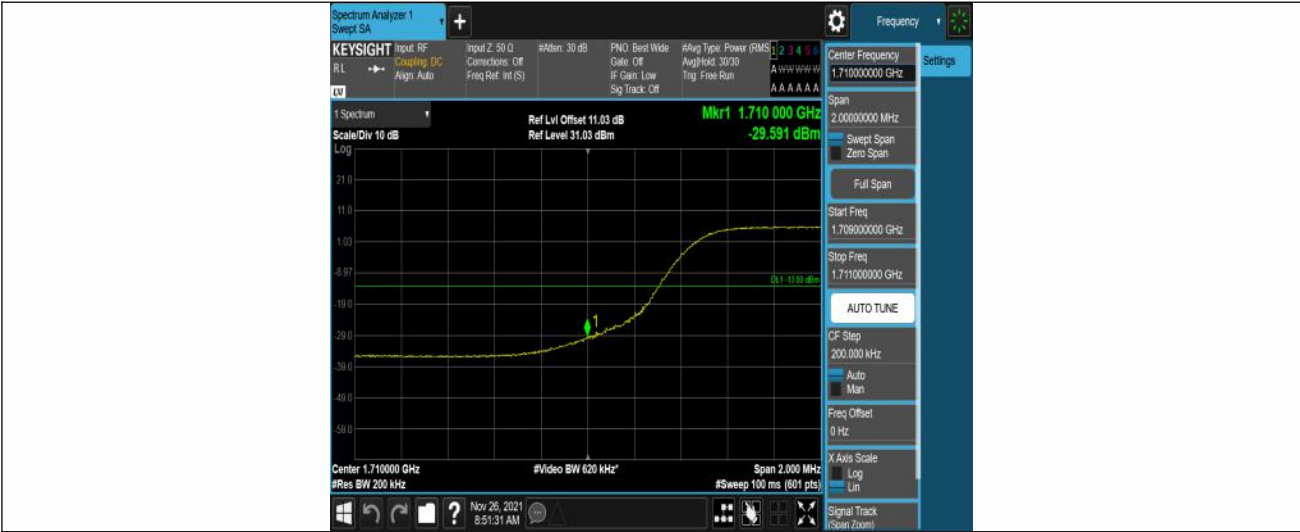 Spectrum Analyzer 1
Swept SA
+
Frequency
KEYSIGHT
RL
Input: RF
Coupling: DC
Align: Auto
Input Z: 50 Ω
Corrections: Off
Freq Ref: Int (S)
#Atten: 30 dB
PNO: Best Wide
Gate: Off
IF Gain: Low
Sig Track: Off
#Avg Type: Power (RMS
Avg|Hold: 30/30
Trig: Free Run
1 2 3 4 5 6
A W W W W W
A A A A A A
1 Spectrum
Scale/Div 10 dB
Log
Ref Lvl Offset 11.03 dB
Ref Level 31.03 dBm
Mkr1 1.710 000 GHz
-29.591 dBm
21.0
11.0
1.03
-8.97
-19.0
-29.0
-39.0
-49.0
-59.0
DL1 -13.00 dBm
1
Center 1.710000 GHz
#Res BW 200 kHz
#Video BW 620 kHz*
Span 2.000 MHz
#Sweep 100 ms (601 pts)
Nov 26, 2021
8:51:31 AM
?
Center Frequency
1.710000000 GHz
Settings
Span
2.00000000 MHz
Swept Span
Zero Span
Full Span
Start Freq
1.709000000 GHz
Stop Freq
1.711000000 GHz
AUTO TUNE
CF Step
200.000 kHz
Auto
Man
Freq Offset
0 Hz
X Axis Scale
Log
Lin
Signal Track
(Span Zoom)